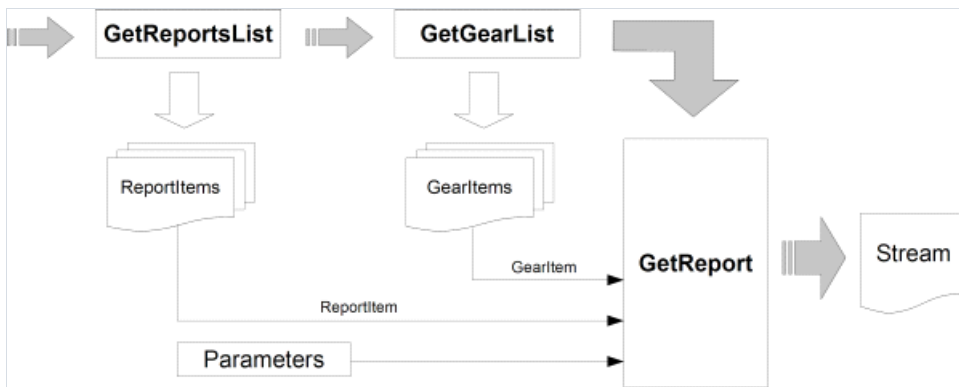 GetReportsList
GetGearList
ReportItems
GearItems
GetReport
Stream
GearItem
ReportItem
Parameters